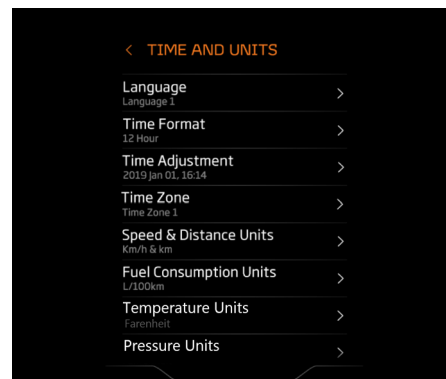 < TIME AND UNITS
Language
Language 1
Time Format
12 Hour
Time Adjustment
2019 Jan 01, 16:14
Time Zone
Time Zone 1
Speed & Distance Units
Km/h & km
Fuel Consumption Units
L/100km
Temperature Units
Farenheit
Pressure Units